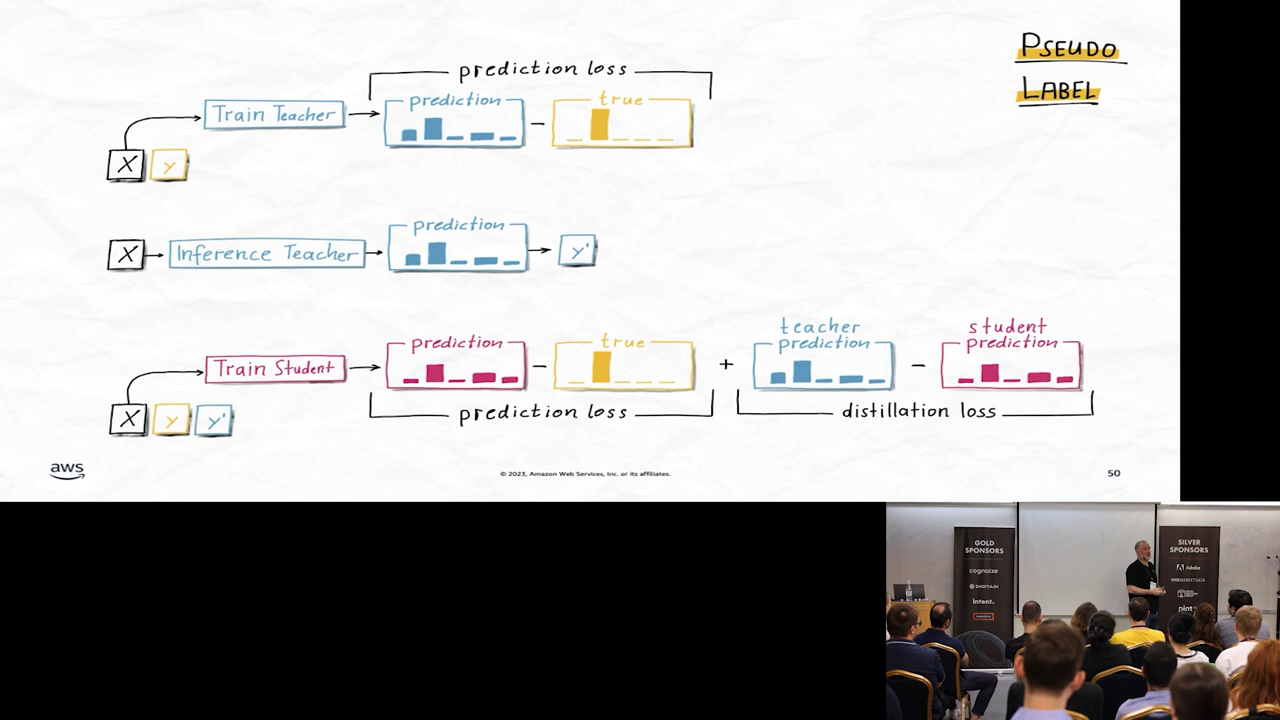 PSEUDO
LABEL
prediction loss
Train Teacher
prediction
true
X
y
prediction
X
Inference Teacher
y'
teacher
student
prediction
true
prediction
prediction
Train Student
prediction loss
distillation loss
X
y
y'
aws
© 2023, Amazon Web Services, Inc. or its affiliates.
50
GOLD
SPONSORS
cognaize
DIGITAIN
intent.
SILVER
SPONSORS
Adobe